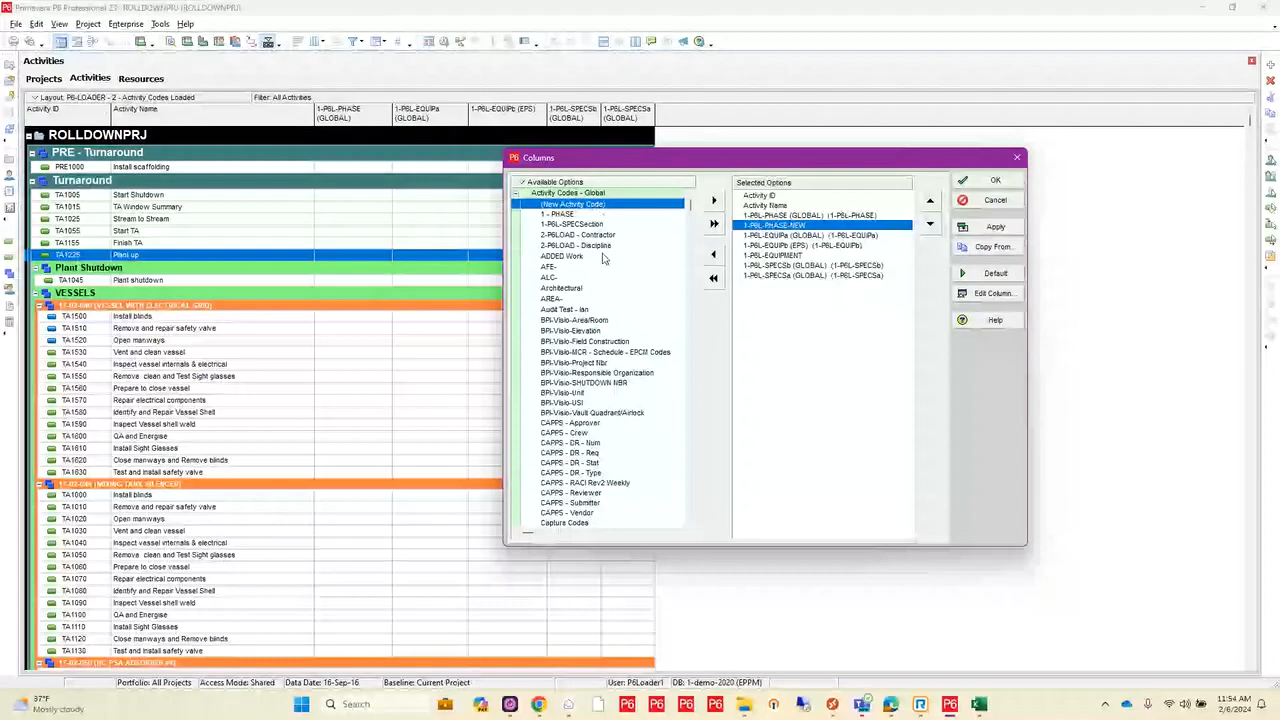 Primavera P6 Professional 23 : ROLLDOWNPRJ (ROLLDOWNPRJ)
File Edit View Project Enterprise Tools Help
Activities
Projects Activities Resources
Layout: P6-LOADER - 2 - Activity Codes Loaded Filter: All Activities
Activity ID Activity Name 1-P6L-PHASE (GLOBAL) 1-P6L-EQUIPa (GLOBAL) 1-P6L-EQUIPb (EPS) 1-P6L-SPECSb (GLOBAL) 1-P6L-SPECSa (GLOBAL)
ROLLDOWNPRJ
PRE - Turnaround
PRE1000 Install scaffolding
Turnaround
TA1005 Start Shutdown
TA1015 TA Window Summary
TA1025 Stream to Stream
TA1055 Start TA
TA1155 Finish TA
TA1225 Plant up
Plant Shutdown
TA1045 Plant shutdown
VESSELS
TA1500 Install blinds
TA1510 Remova and repair safety valve
TA1520 Open manways
TA1530 Vent and clean vessel
TA1540 Inspect vessel internals & electrical
TA1550 Remova clean and Test Sight glasses
TA1560 Prepare to close vessel
TA1570 Repair electrical components
TA1580 Identify and Repair Vessel Shell
TA1590 Inspect Vessel shell weld
TA1600 QA and Energise
TA1610 Install Sight Glasses
TA1620 Close manways and Remove blinds
TA1630 Test and install safety valve
TA1000 Install blinds
TA1010 Remova and repair safety valve
TA1020 Open manways
TA1030 Vent and clean vessel
TA1040 Inspect vessel internals & electrical
TA1050 Remova clean and Test Sight glasses
TA1060 Prepare to close vessel
TA1070 Repair electrical components
TA1080 Identify and Repair Vessel Shell
TA1090 Inspect Vessel shell weld
TA1100 QA and Energise
TA1110 Install Sight Glasses
TA1120 Close manways and Remove blinds
TA1130 Test and install safety valve
P6 Columns
Available Options
Activity Codes - Global
(New Activity Code)
1 - PHASE
1-P6L-SPECSection
2-P6LOAD - Contractor
2-P6LOAD - Discipline
ADDED Work
AFE-
ALC-
Architectural
AREA-
Audit Test - Ian
BPI-Visio-Area/Room
BPI-Visio-Elevation
BPI-Visio-Field Construction
BPI-Visio-MCR - Schedule - EPCM Codes
BPI-Visio-Project Nbr
BPI-Visio-Responsible Organization
BPI-Visio-SHUTDOWN NBR
BPI-Visio-Unit
BPI-Visio-USI
BPI-Visio-Vault Quadrant/Airlock
CAPPS - Approver
CAPPS - Crew
CAPPS - DR - Num
CAPPS - DR - Req
CAPPS - DR - Stat
CAPPS - DR - Type
CAPPS - RACI Rev2 Weekly
CAPPS - Reviewer
CAPPS - Submitter
CAPPS - Vendor
Capture Codes
Selected Options
Activity ID
Activity Name
1-P6L-PHASE (GLOBAL) (1-P6L-PHASE)
1-P6L-PHASE-NEW
1-P6L-EQUIPa (GLOBAL) (1-P6L-EQUIPa)
1-P6L-EQUIPb (EPS) (1-P6L-EQUIPb)
1-P6L-EQUIPMENT
1-P6L-SPECSb (GLOBAL) (1-P6L-SPECSb)
1-P6L-SPECSa (GLOBAL) (1-P6L-SPECSa)
OK
Cancel
Apply
Copy From...
Default
Edit Column...
Help
Portfolio: All Projects Access Mode: Shared Data Date: 16-Sep-16 Baseline: Current Project User: P6Loader1 DB: 1-demo-2020 (EPPM)
37°F
Mostly cloudy
Search
11:54 AM
2/6/2024